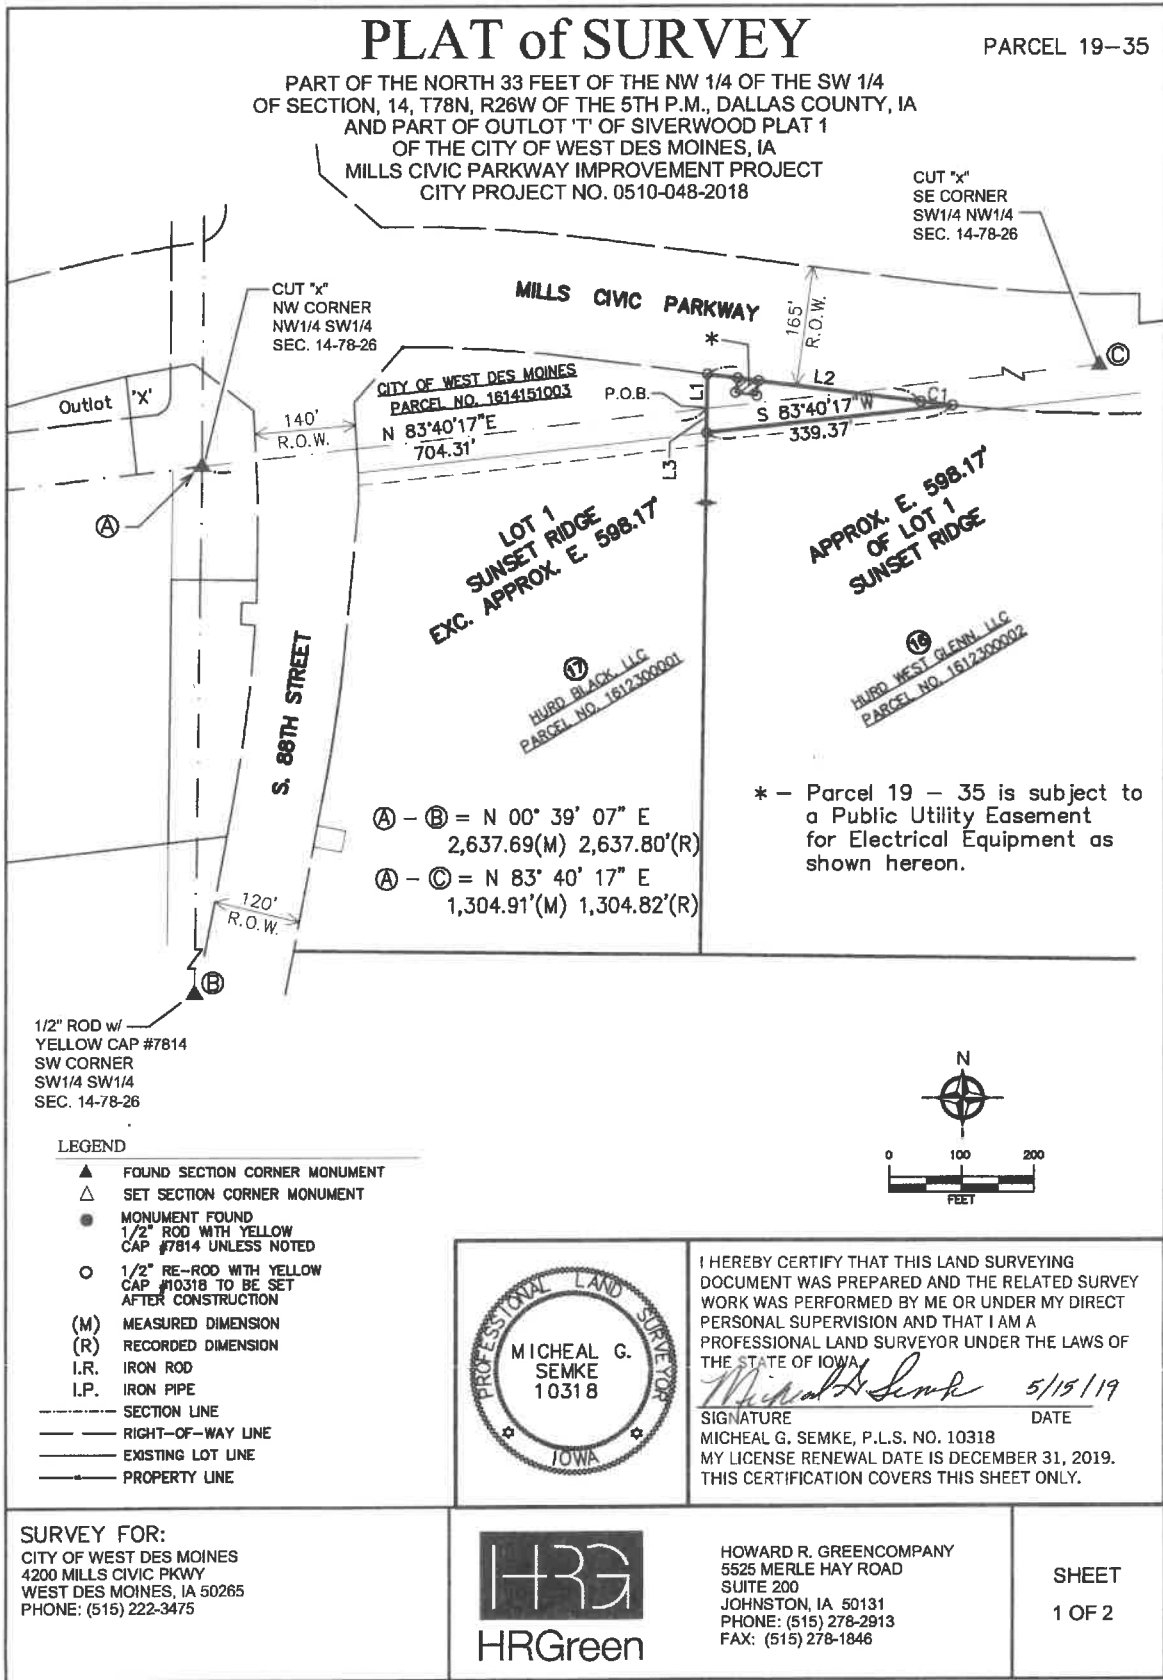 PLAT of SURVEY
PARCEL 19-35
PART OF THE NORTH 33 FEET OF THE NW 1/4 OF THE SW 1/4
OF SECTION, 14, T78N, R26W OF THE 5TH P.M., DALLAS COUNTY, IA
AND PART OF OUTLOT 'T' OF SIVERWOOD PLAT 1
OF THE CITY OF WEST DES MOINES, IA
MILLS CIVIC PARKWAY IMPROVEMENT PROJECT
CITY PROJECT NO. 0510-048-2018
CUT "x"
SE CORNER
SW1/4 NW1/4
SEC. 14-78-26
CUT "x"
NW CORNER
NW1/4 SW1/4
SEC. 14-78-26
MILLS CIVIC PARKWAY
165'
R.O.W.
*
C
Outlot 'X'
CITY OF WEST DES MOINES
PARCEL NO. 1614151003
P.O.B.
L1
L2
C1
140'
R.O.W.
N 83°40'17"E
704.31'
S 83°40'17"W
339.37'
L3
A
LOT 1
SUNSET RIDGE
EXC. APPROX. E. 598.17'
APPROX. E. 598.17'
OF LOT 1
SUNSET RIDGE
17
HURD BLACK, LLC
PARCEL NO. 1612300001
16
HURD WEST GLENN, LLC
PARCEL NO. 1612300002
S. 88TH STREET
A - B = N 00° 39' 07" E
2,637.69(M) 2,637.80'(R)
A - C = N 83° 40' 17" E
1,304.91'(M) 1,304.82'(R)
* - Parcel 19 - 35 is subject to
a Public Utility Easement
for Electrical Equipment as
shown hereon.
120'
R.O.W.
B
1/2" ROD w/
YELLOW CAP #7814
SW CORNER
SW1/4 SW1/4
SEC. 14-78-26
N
0 100 200
FEET
LEGEND
FOUND SECTION CORNER MONUMENT
SET SECTION CORNER MONUMENT
MONUMENT FOUND
1/2" ROD WITH YELLOW
CAP #7814 UNLESS NOTED
1/2" RE-ROD WITH YELLOW
CAP #10318 TO BE SET
AFTER CONSTRUCTION
(M) MEASURED DIMENSION
(R) RECORDED DIMENSION
I.R. IRON ROD
I.P. IRON PIPE
SECTION LINE
RIGHT-OF-WAY LINE
EXISTING LOT LINE
PROPERTY LINE
PROFESSIONAL LAND SURVEYOR
MICHEAL G.
SEMKE
10318
IOWA
I HEREBY CERTIFY THAT THIS LAND SURVEYING
DOCUMENT WAS PREPARED AND THE RELATED SURVEY
WORK WAS PERFORMED BY ME OR UNDER MY DIRECT
PERSONAL SUPERVISION AND THAT I AM A
PROFESSIONAL LAND SURVEYOR UNDER THE LAWS OF
THE STATE OF IOWA.
Micheal G Semke 5/15/19
SIGNATURE DATE
MICHEAL G. SEMKE, P.L.S. NO. 10318
MY LICENSE RENEWAL DATE IS DECEMBER 31, 2019.
THIS CERTIFICATION COVERS THIS SHEET ONLY.
SURVEY FOR:
CITY OF WEST DES MOINES
4200 MILLS CIVIC PKWY
WEST DES MOINES, IA 50265
PHONE: (515) 222-3475
HRG
HRGreen
HOWARD R. GREENCOMPANY
5525 MERLE HAY ROAD
SUITE 200
JOHNSTON, IA 50131
PHONE: (515) 278-2913
FAX: (515) 278-1846
SHEET
1 OF 2